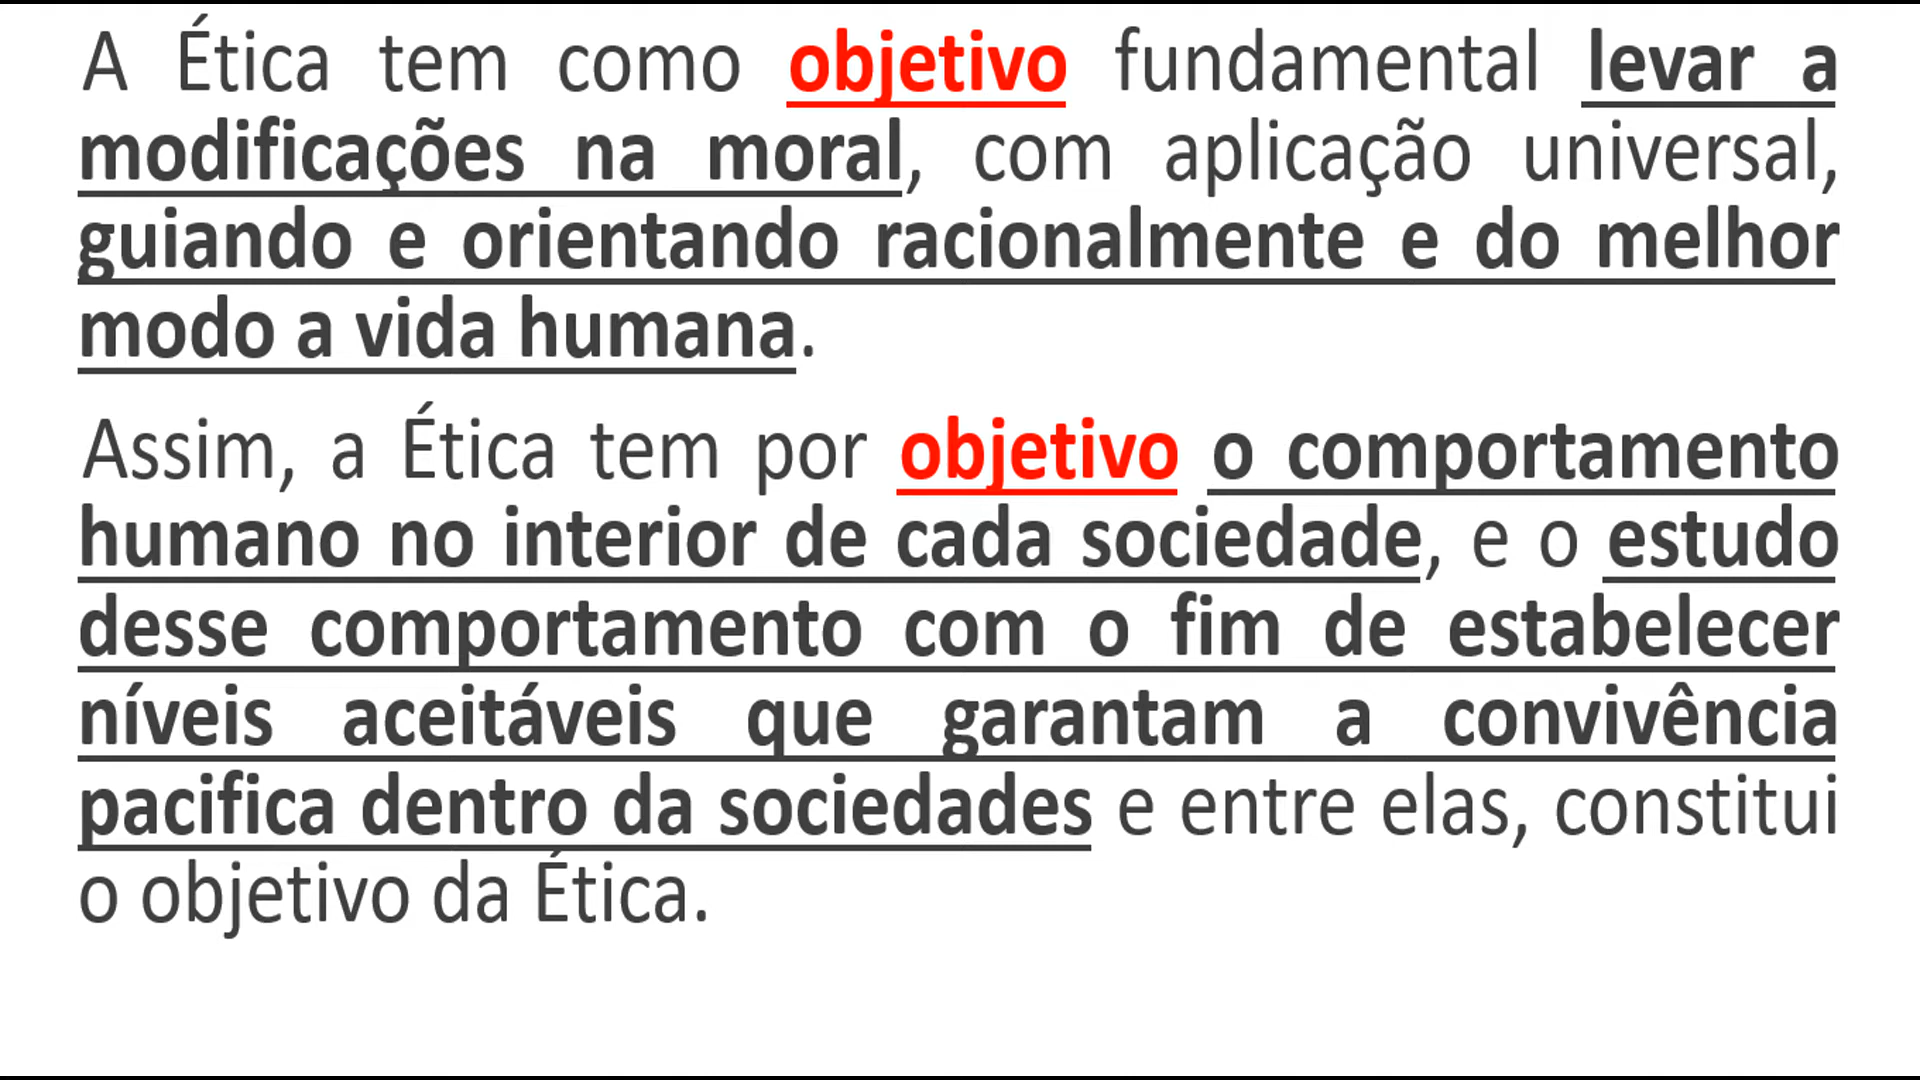 A Ética tem como objetivo fundamental levar a
modificações na moral, com aplicação universal,
guiando e orientando racionalmente e do melhor
modo a vida humana.
Assim, a Ética tem por objetivo o comportamento
humano no interior de cada sociedade, e o estudo
desse comportamento com o fim de estabelecer
níveis aceitáveis que garantam a convivência
pacifica dentro da sociedades e entre elas, constitui
o objetivo da Ética.